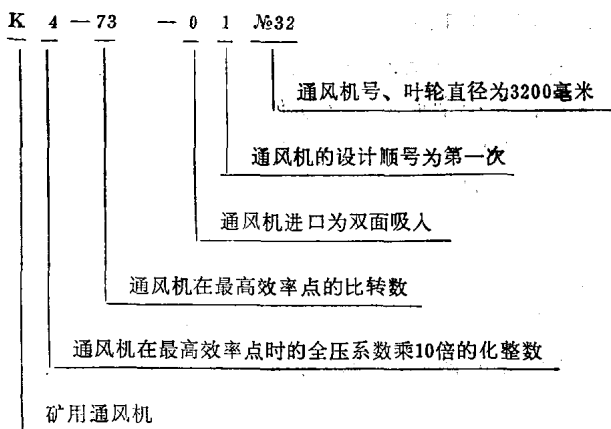 K 4－73 －0 1 №32
通风机号、叶轮直径为3200毫米
通风机的设计顺号为第一次
通风机进口为双面吸入
通风机在最高效率点的比转数
通风机在最高效率点时的全压系数乘10倍的化整数
矿用通风机